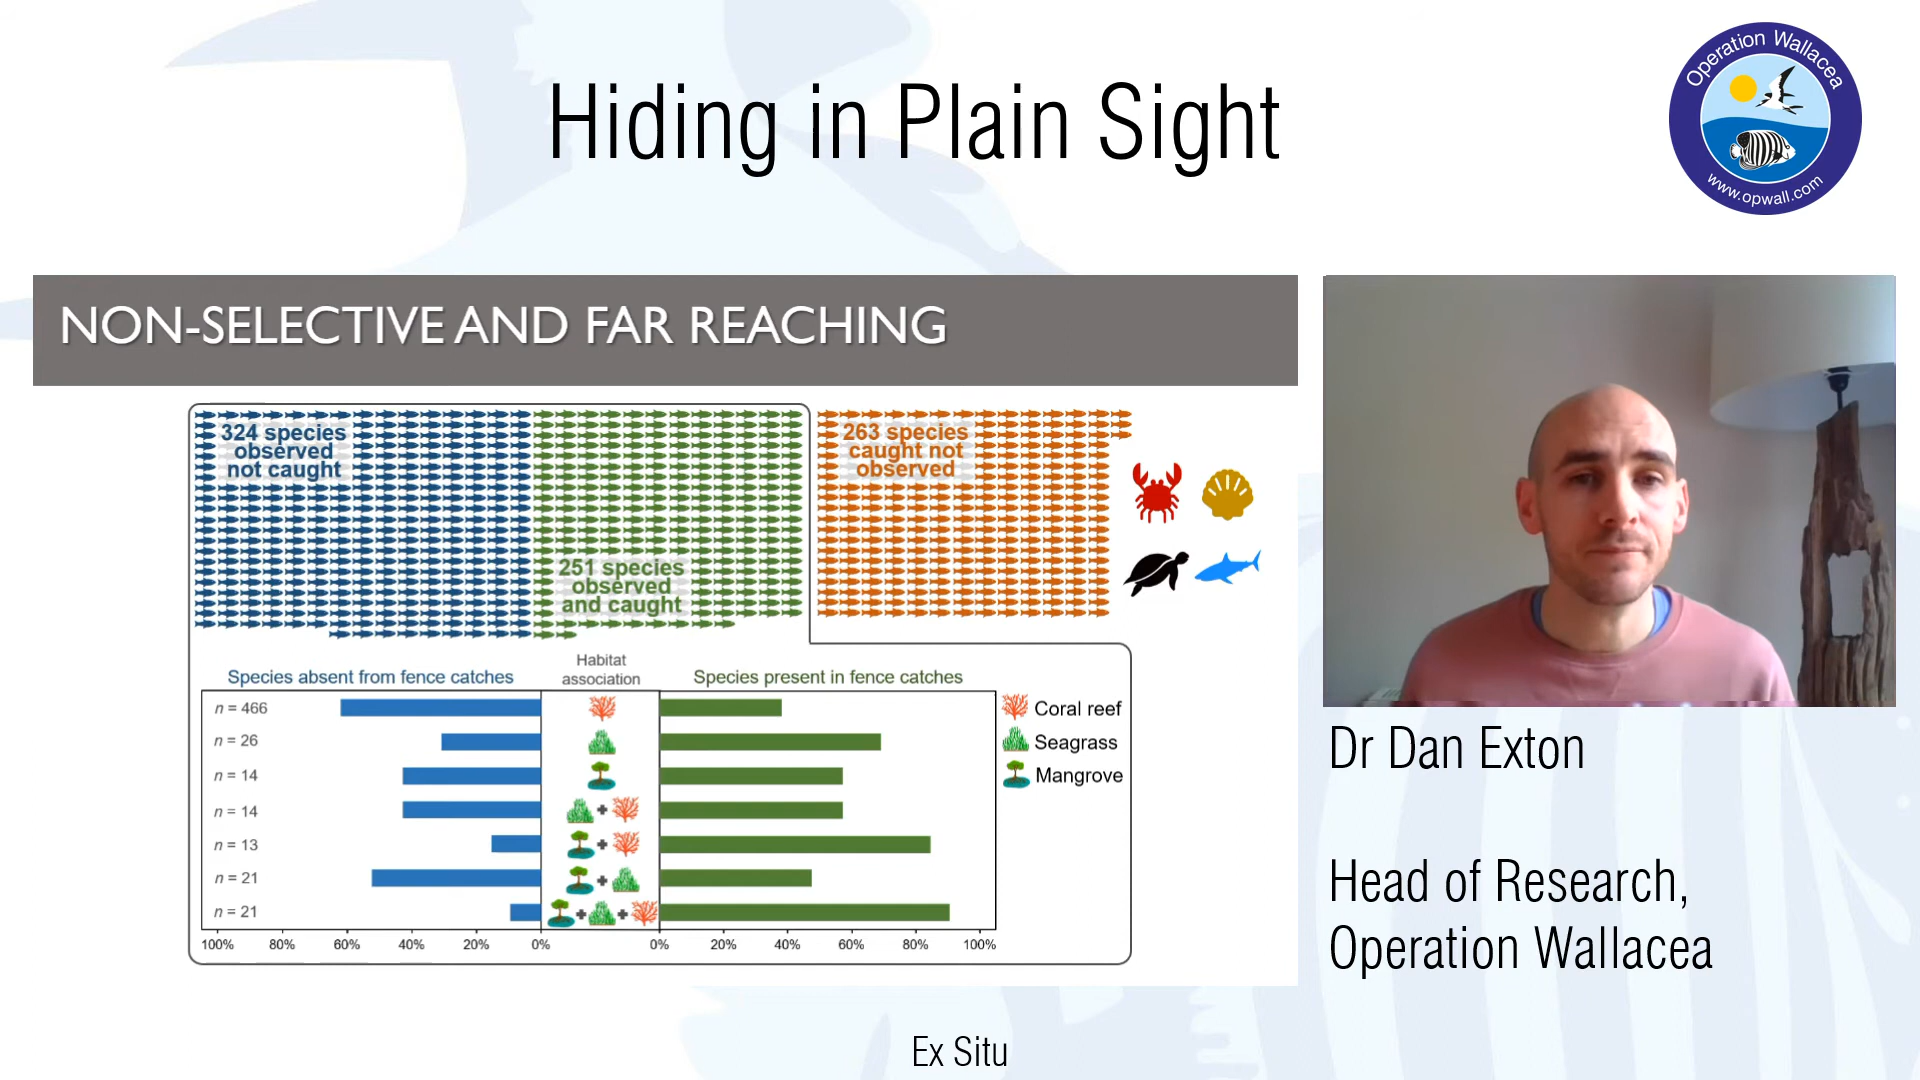 Hiding in Plain Sight
Operation Wallacea
www.opwall.com
NON-SELECTIVE AND FAR REACHING
324 species
observed
not caught
251 species
observed
and caught
263 species
caught not
observed
Species absent from fence catches
Habitat
association
Species present in fence catches
n = 466
n = 26
n = 14
n = 14
n = 13
n = 21
n = 21
100% 80% 60% 40% 20% 0%
0% 20% 40% 60% 80% 100%
Coral reef
Seagrass
Mangrove
Dr Dan Exton
Head of Research,
Operation Wallacea
Ex Situ